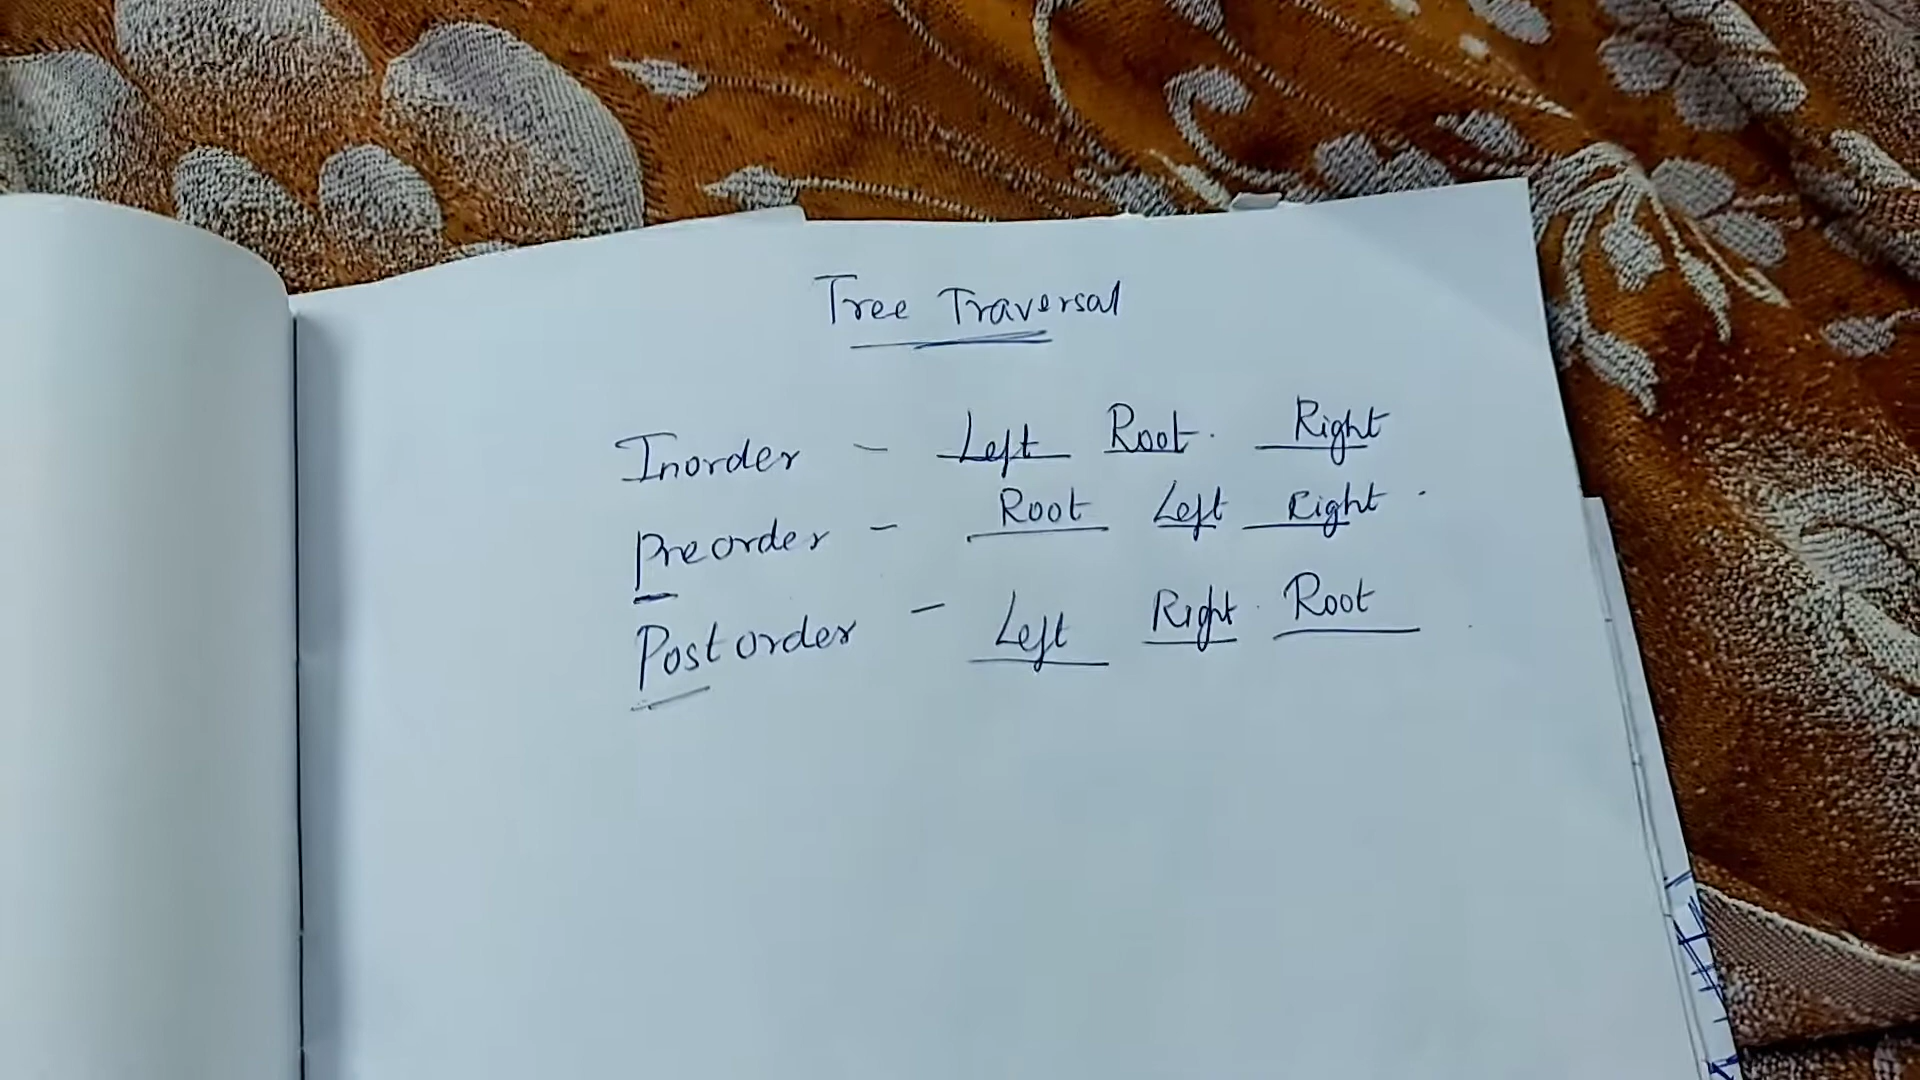 Tree Traversal
Inorder - Left Root. Right
Preorder - Root Left Right.
Postorder - Left Right. Root